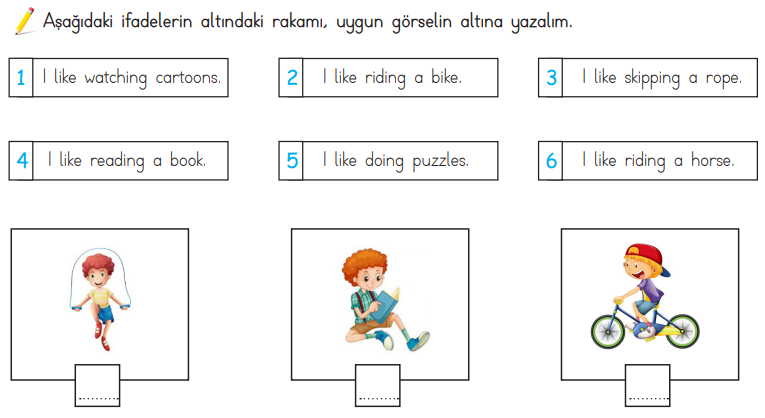 Aşağıdaki ifadelerin altındaki rakamı, uygun görselin altına yazalım.
1 I like watching cartoons.
2 I like riding a bike.
3 I like skipping a rope.
4 I like reading a book.
5 I like doing puzzles.
6 I like riding a horse.